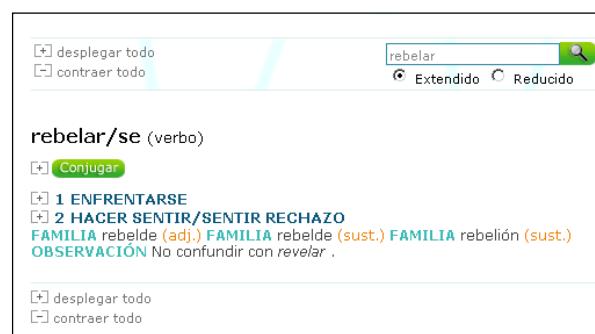 [+] desplegar todo
[-] contraer todo
rebelar
Extendido Reducido
rebelar/se (verbo)
[+] Conjugar
[+] 1 ENFRENTARSE
[+] 2 HACER SENTIR/SENTIR RECHAZO
FAMILIA rebelde (adj.) FAMILIA rebelde (sust.) FAMILIA rebelión (sust.)
OBSERVACIÓN No confundir con revelar .
[+] desplegar todo
[-] contraer todo